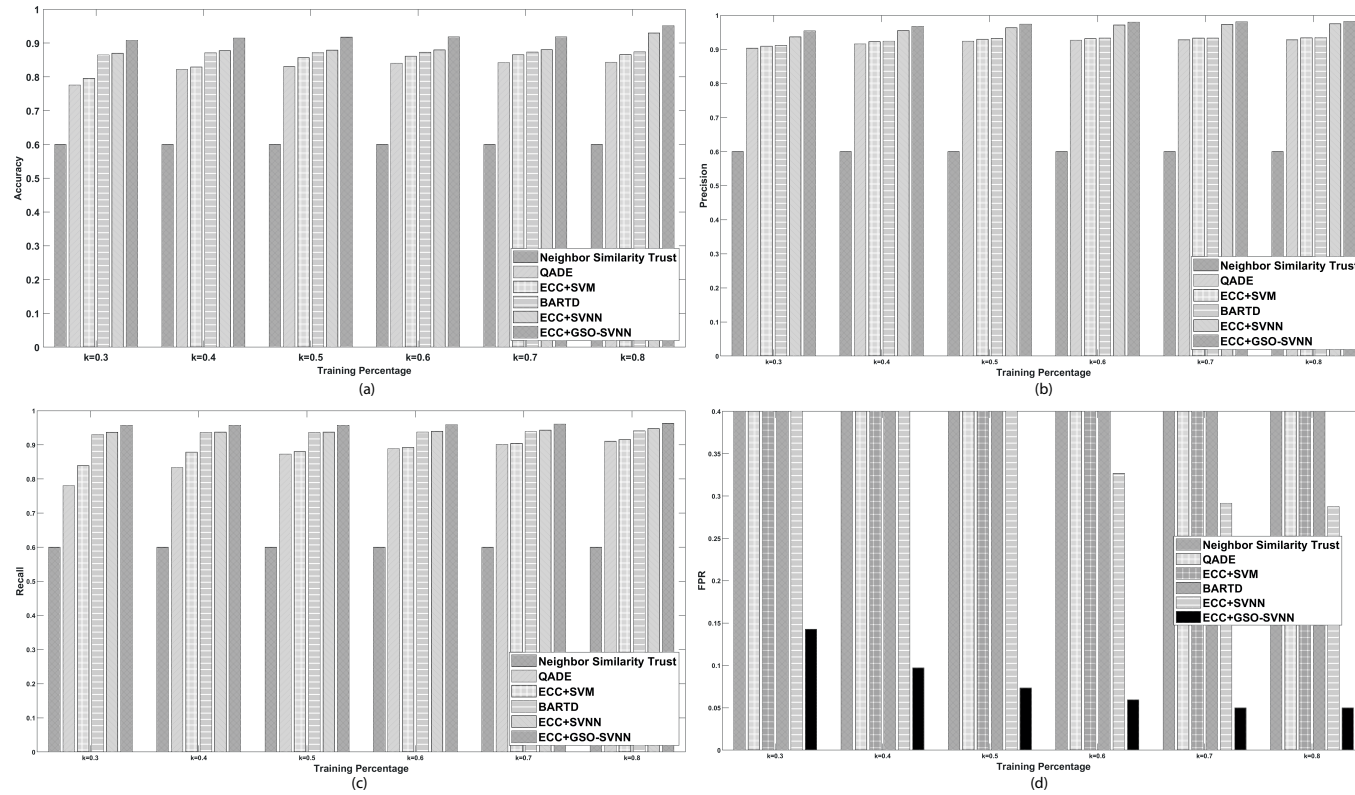 1
0.9
0.8
0.7
0.6
0.5
0.4
0.3
0.2
0.1
0
Accuracy
Neighbor Similarity Trust
QADE
ECC+SVM
BARTD
ECC+SVNN
ECC+GSO-SVNN
k=0.3 k=0.4 k=0.5 k=0.6 k=0.7 k=0.8
Training Percentage
(a)
1
0.9
0.8
0.7
0.6
0.5
0.4
0.3
0.2
0.1
0
Precision
Neighbor Similarity Trust
QADE
ECC+SVM
BARTD
ECC+SVNN
ECC+GSO-SVNN
k=0.3 k=0.4 k=0.5 k=0.6 k=0.7 k=0.8
Training Percentage
(b)
1
0.9
0.8
0.7
0.6
0.5
0.4
0.3
0.2
0.1
0
Recall
Neighbor Similarity Trust
QADE
ECC+SVM
BARTD
ECC+SVNN
ECC+GSO-SVNN
k=0.3 k=0.4 k=0.5 k=0.6 k=0.7 k=0.8
Training Percentage
(c)
0.4
0.35
0.3
0.25
0.2
0.15
0.1
0.05
0
FPR
Neighbor Similarity Trust
QADE
ECC+SVM
BARTD
ECC+SVNN
ECC+GSO-SVNN
k=0.3 k=0.4 k=0.5 k=0.6 k=0.7 k=0.8
Training Percentage
(d)